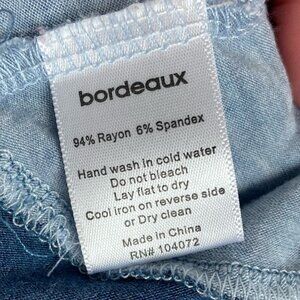 bordeaux
94% Rayon 6% Spandex
Hand wash in cold water
Do not bleach
Lay flat to dry
Cool iron on reverse side
or Dry clean
Made in China
RN# 104072